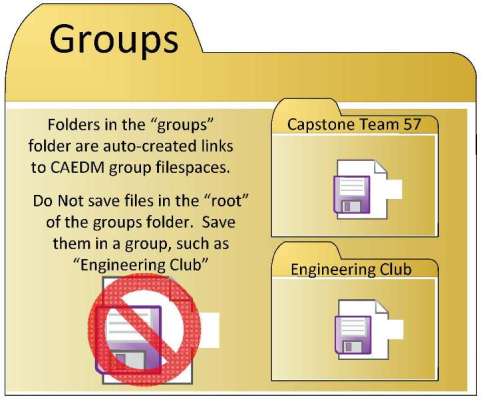 Groups
Folders in the “groups”
folder are auto-created links
to CAEDM group filespaces.
Do Not save files in the “root”
of the groups folder.  Save
them in a group, such as
“Engineering Club”
Capstone Team 57
Engineering Club